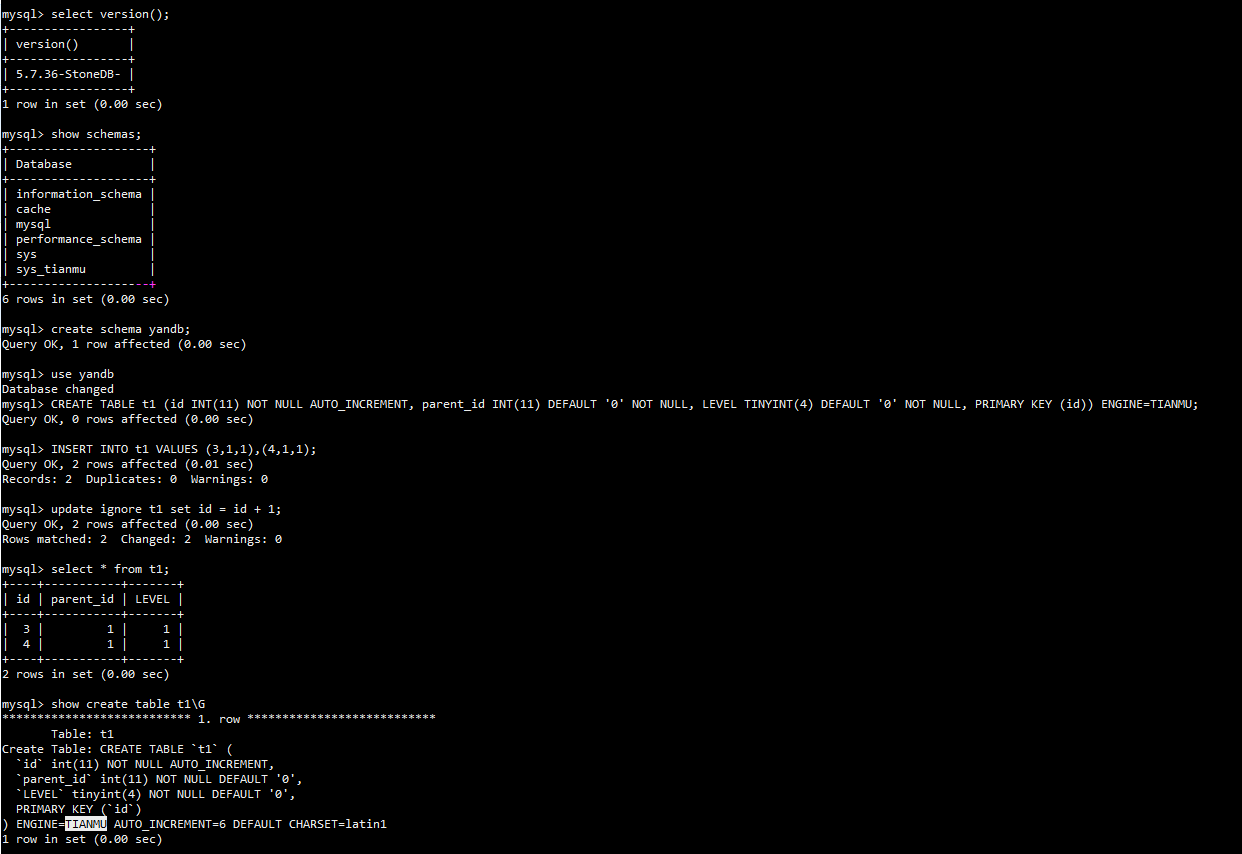 mysql> select version();
+-----------------+
| version()       |
+-----------------+
| 5.7.36-StoneDB- |
+-----------------+
1 row in set (0.00 sec)

mysql> show schemas;
+--------------------+
| Database           |
+--------------------+
| information_schema |
| cache              |
| mysql              |
| performance_schema |
| sys                |
| sys_tianmu         |
+--------------------+
6 rows in set (0.00 sec)

mysql> create schema yandb;
Query OK, 1 row affected (0.00 sec)

mysql> use yandb
Database changed
mysql> CREATE TABLE t1 (id INT(11) NOT NULL AUTO_INCREMENT, parent_id INT(11) DEFAULT '0' NOT NULL, LEVEL TINYINT(4) DEFAULT '0' NOT NULL, PRIMARY KEY (id)) ENGINE=TIANMU;
Query OK, 0 rows affected (0.00 sec)

mysql> INSERT INTO t1 VALUES (3,1,1),(4,1,1);
Query OK, 2 rows affected (0.01 sec)
Records: 2  Duplicates: 0  Warnings: 0

mysql> update ignore t1 set id = id + 1;
Query OK, 2 rows affected (0.00 sec)
Rows matched: 2  Changed: 2  Warnings: 0

mysql> select * from t1;
+----+-----------+-------+
| id | parent_id | LEVEL |
+----+-----------+-------+
|  3 |         1 |     1 |
|  4 |         1 |     1 |
+----+-----------+-------+
2 rows in set (0.00 sec)

mysql> show create table t1\G
*************************** 1. row ***************************
       Table: t1
Create Table: CREATE TABLE `t1` (
  `id` int(11) NOT NULL AUTO_INCREMENT,
  `parent_id` int(11) NOT NULL DEFAULT '0',
  `LEVEL` tinyint(4) NOT NULL DEFAULT '0',
  PRIMARY KEY (`id`)
) ENGINE=TIANMU AUTO_INCREMENT=6 DEFAULT CHARSET=latin1
1 row in set (0.00 sec)